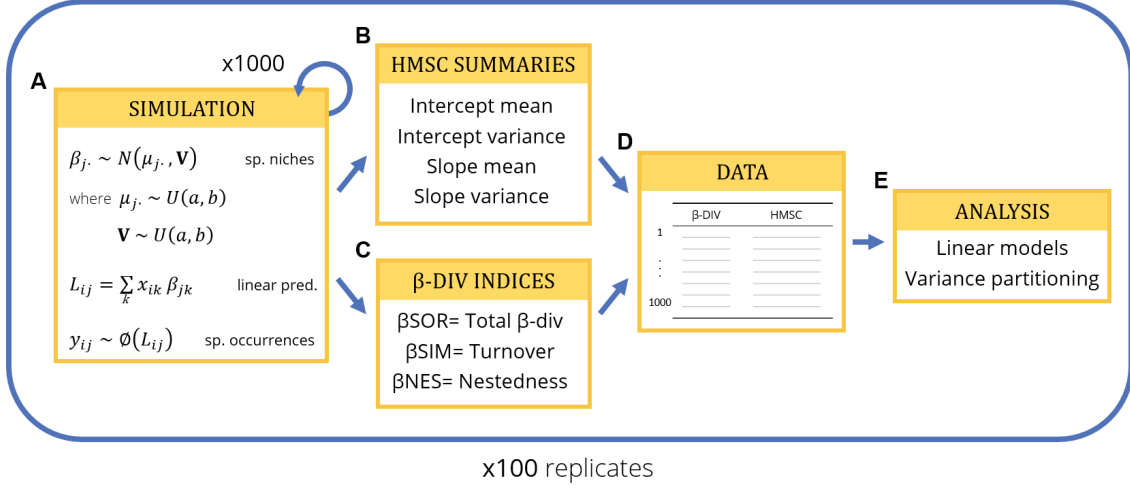 x1000
A
SIMULATION
βj· ~ N(μj·, V) sp. niches
where μj· ~ U(a, b)
V ~ U(a, b)
Lij = ∑k xik βjk linear pred.
yij ~ Ø(Lij) sp. occurrences
B
HMSC SUMMARIES
Intercept mean
Intercept variance
Slope mean
Slope variance
C
β-DIV INDICES
βSOR= Total β-div
βSIM= Turnover
βNES= Nestedness
D
DATA
β-DIV HMSC
1
.
.
.
1000
E
ANALYSIS
Linear models
Variance partitioning
x100 replicates